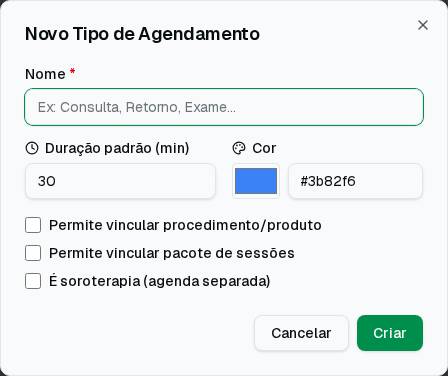 Novo Tipo de Agendamento
Nome *
Ex: Consulta, Retorno, Exame...
Duração padrão (min)
Cor
30
#3b82f6
Permite vincular procedimento/produto
Permite vincular pacote de sessões
É soroterapia (agenda separada)
Cancelar
Criar